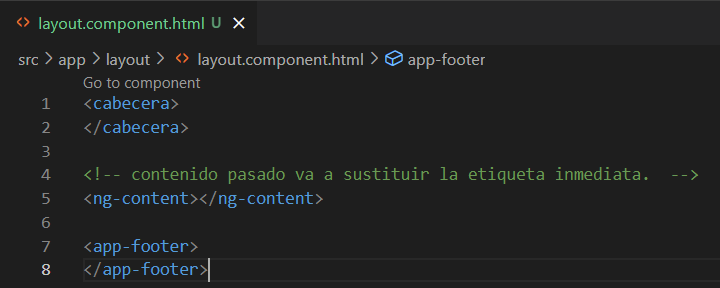 layout.component.html U
src app layout layout.component.html app-footer
Go to component
1 <cabecera>
2 </cabecera>
3
4 <!-- contenido pasado va a sustituir la etiqueta inmediata.  -->
5 <ng-content></ng-content>
6
7 <app-footer>
8 </app-footer>